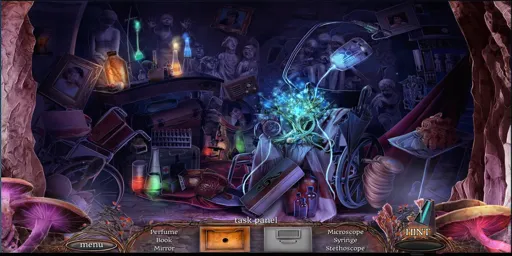 task panel
Perfume
Book
Mirror
Microscope
Syringe
Stethoscope
menu
HINT